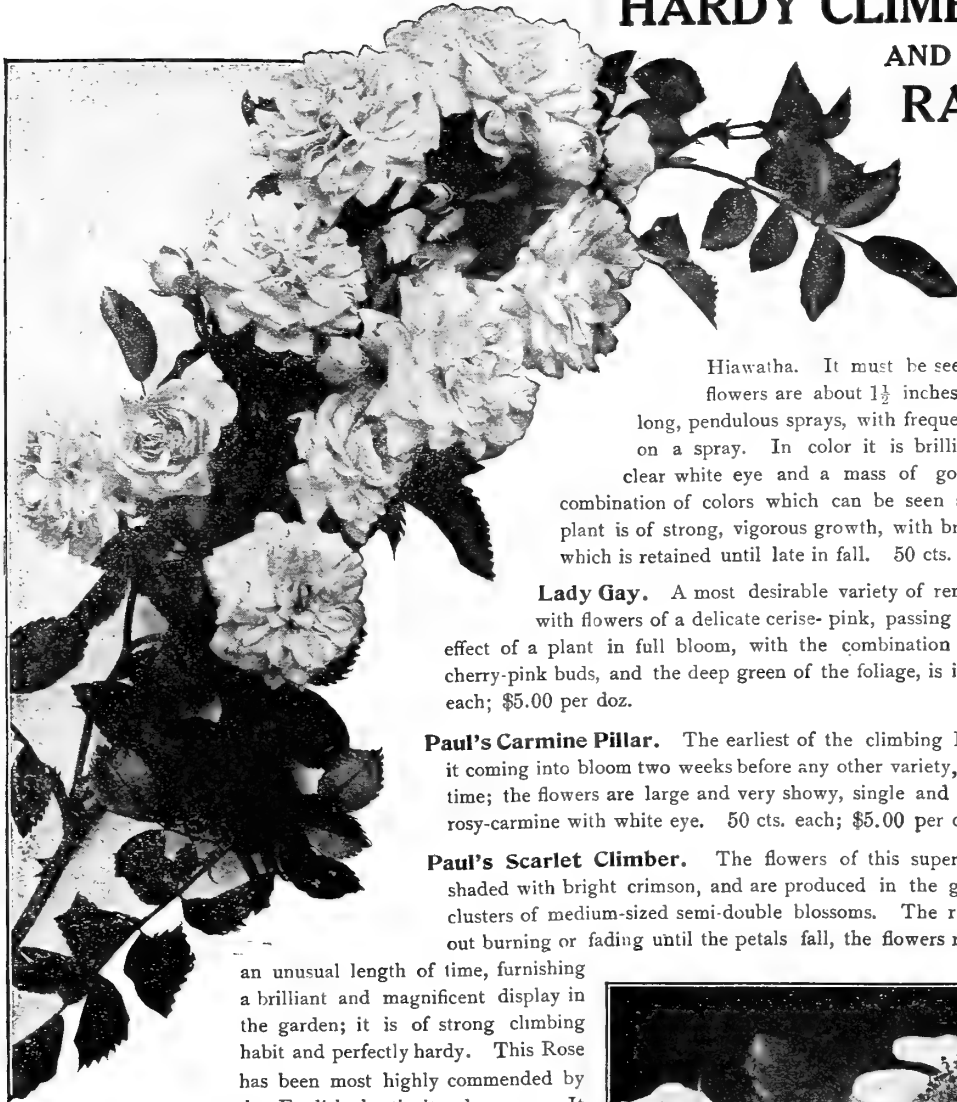 HARDY CLIMB
AND
RA
Hiawatha. It must be see
flowers are about 1½ inches
long, pendulous sprays, with freque
on a spray. In color it is brilli
clear white eye and a mass of go
combination of colors which can be seen
plant is of strong, vigorous growth, with br
which is retained until late in fall. 50 cts.
Lady Gay. A most desirable variety of rer
with flowers of a delicate cerise- pink, passing
effect of a plant in full bloom, with the combination
cherry-pink buds, and the deep green of the foliage, is i
each; $5.00 per doz.
Paul's Carmine Pillar. The earliest of the climbing
it coming into bloom two weeks before any other variety,
time; the flowers are large and very showy, single and
rosy-carmine with white eye. 50 cts. each; $5.00 per
Paul's Scarlet Climber. The flowers of this super
shaded with bright crimson, and are produced in the g
clusters of medium-sized semi-double blossoms. The r
out burning or fading until the petals fall, the flowers r
an unusual length of time, furnishing
a brilliant and magnificent display in
the garden; it is of strong climbing
habit and perfectly hardy. This Rose
has been most highly commended by
It